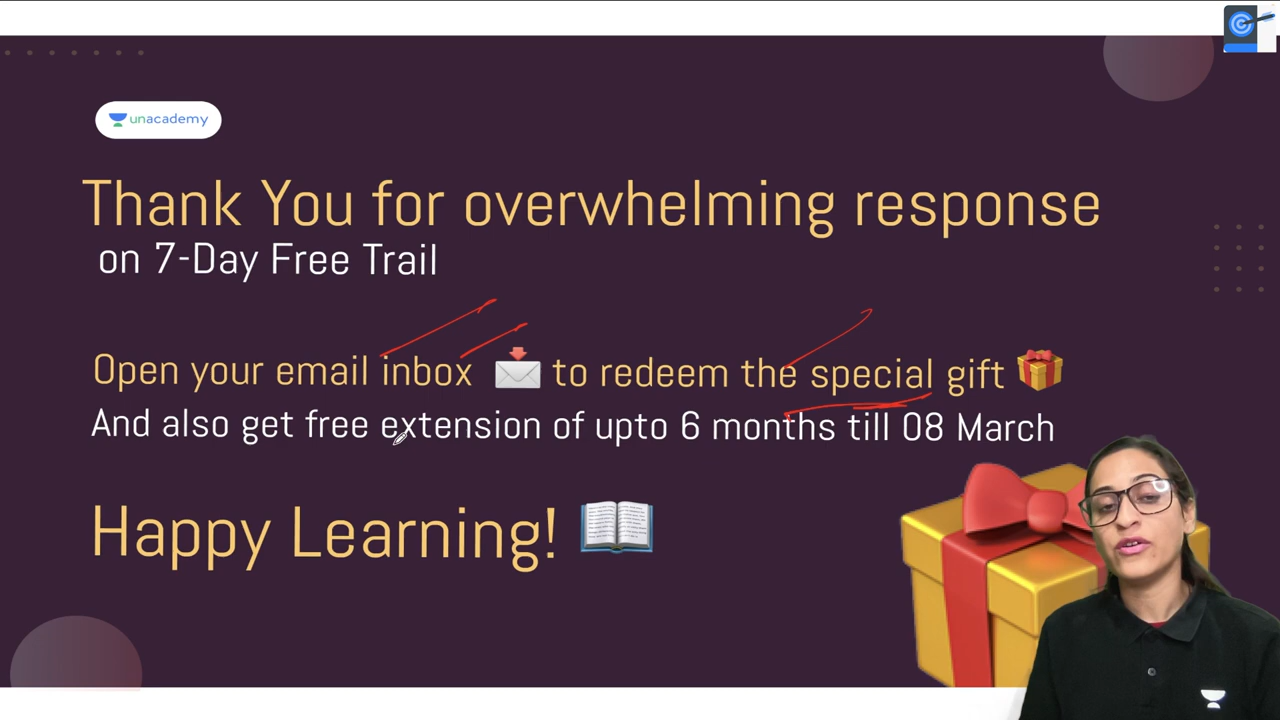 unacademy
Thank You for overwhelming response
on 7-Day Free Trail
Open your email inbox to redeem the special gift
And also get free extension of upto 6 months till 08 March
Happy Learning!